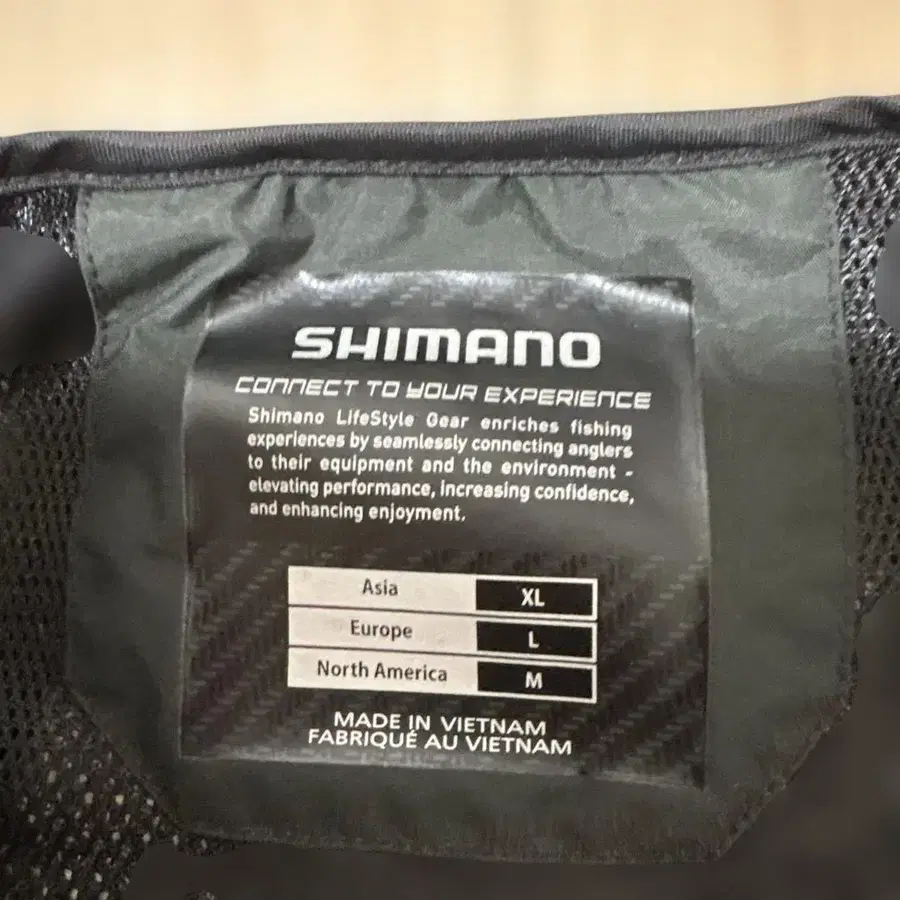 SHIMANO
CONNECT TO YOUR EXPERIENCE
Shimano LifeStyle Gear enriches fishing
experiences by seamlessly connecting anglers
to their equipment and the environment -
elevating performance, increasing confidence,
and enhancing enjoyment.
Asia XL
Europe L
North America M
MADE IN VIETNAM
FABRIQUÉ AU VIETNAM